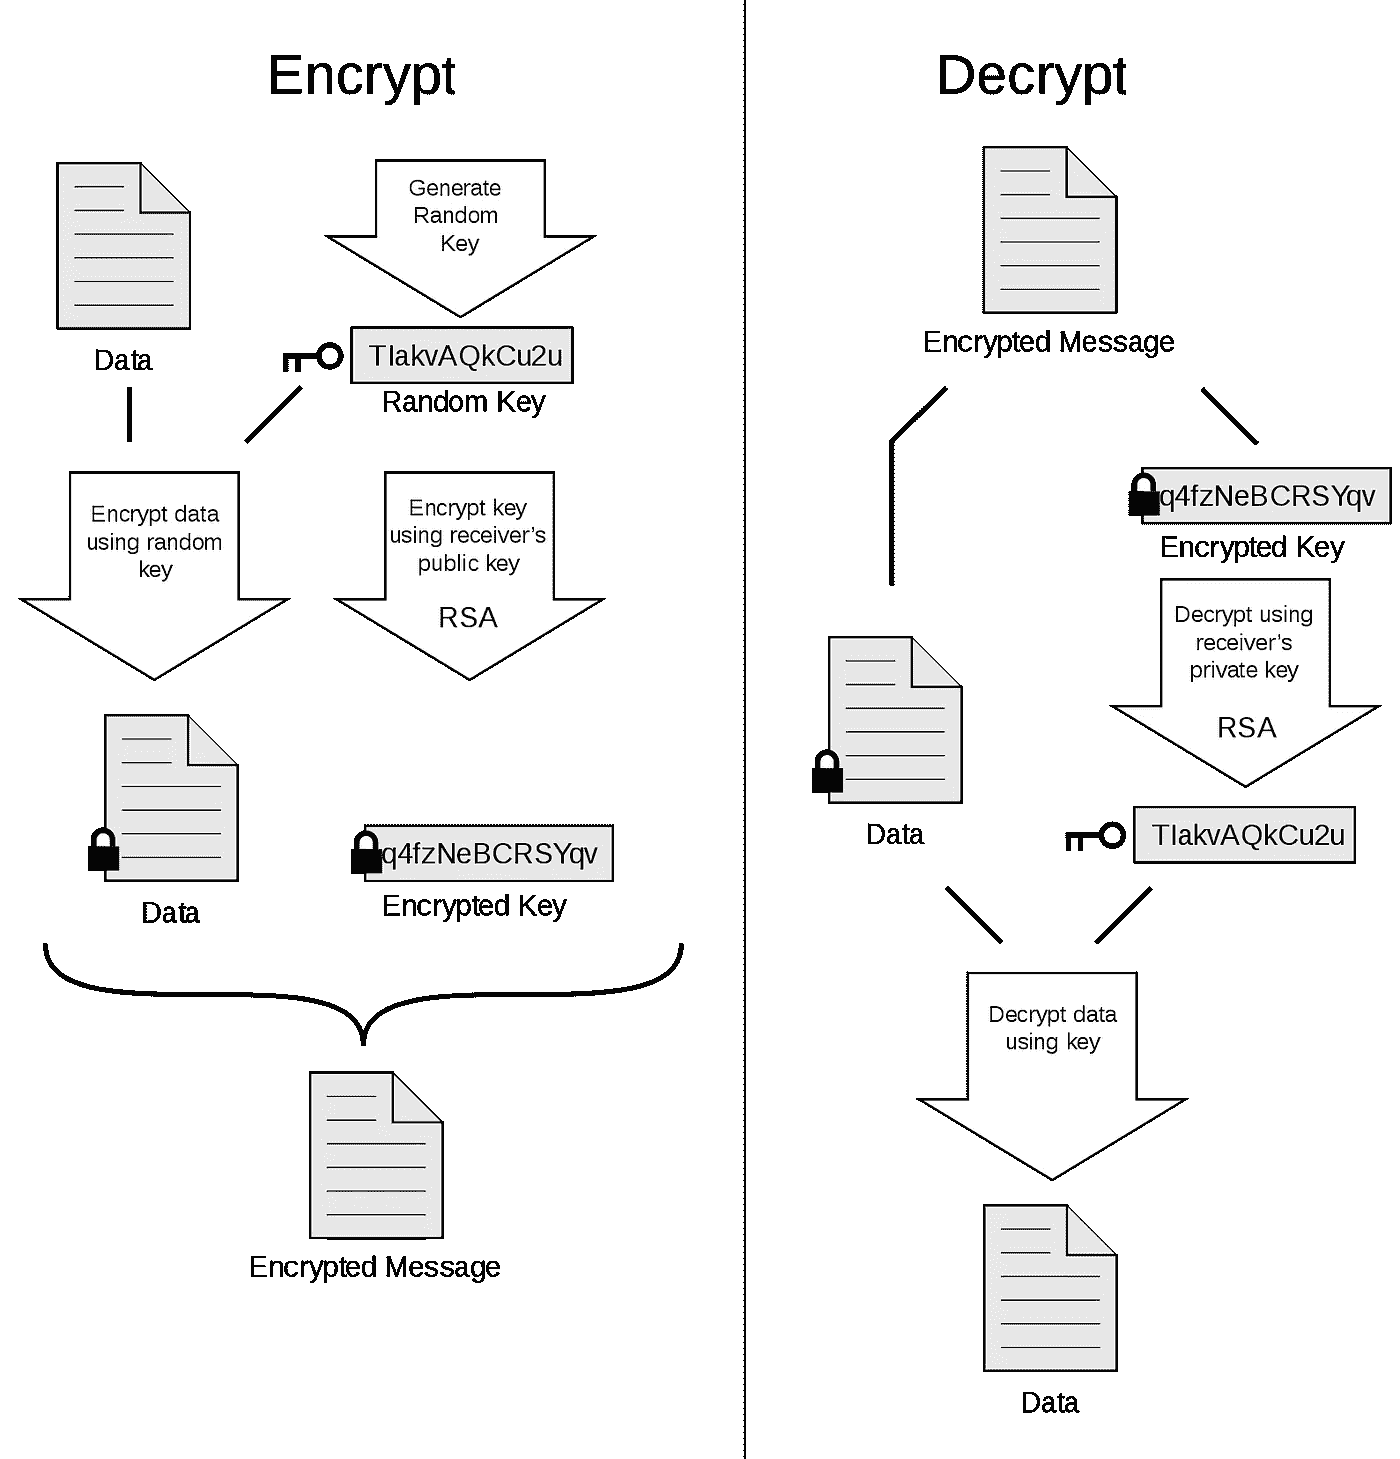 Encrypt
Generate
Random
Key
Data
TIakvAQkCu2u
Random Key
Encrypt data
using random
key
Encrypt key
using receiver's
public key
RSA
Data
q4fzNeBCRSYqv
Encrypted Key
Encrypted Message
Decrypt
Encrypted Message
q4fzNeBCRSYqv
Encrypted Key
Decrypt using
receiver's
private key
RSA
Data
TIakvAQkCu2u
Decrypt data
using key
Data